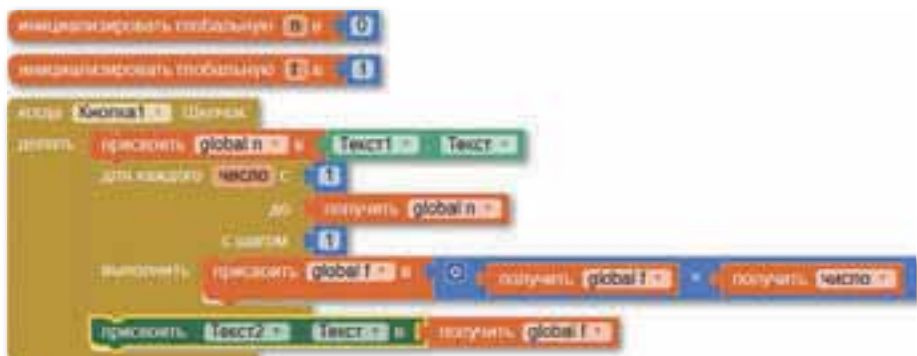 инициализировать глобальную n в 0
инициализировать глобальную f в 1
когда Кнопка1 Щелчок
делать присвоить global n в Текст1 Текст
для каждого число с 1
до получить global n
с шагом 1
выполнить присвоить global f в получить global f × получить число
присвоить Текст2 Текст в получить global f